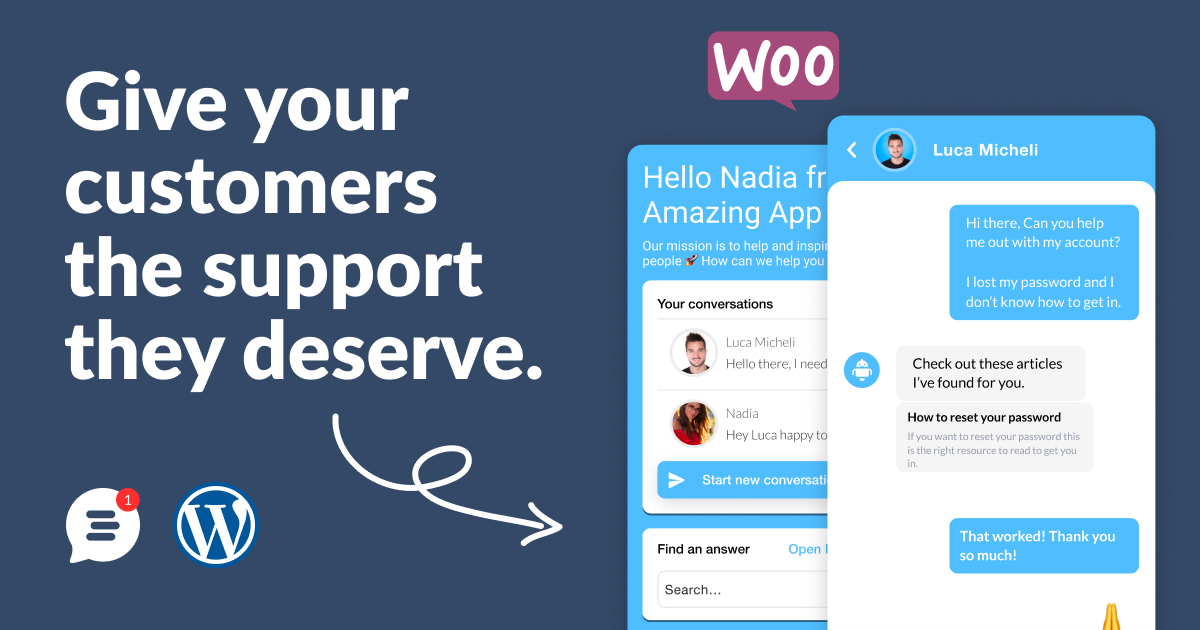 Give your
customers
the support
they deserve.
1
W
WOO
Hello Nadia fr
Amazing App
Our mission is to help and inspir
people 🚀 How can we help you
Your conversations
Luca Micheli
Hello there, I need
Nadia
Hey Luca happy to
Start new conversati
Find an answer
Open
Search...
Luca Micheli
Hi there, Can you help
me out with my account?
I lost my password and I
don't know how to get in.
Check out these articles
I've found for you.
How to reset your password
If you want to reset your password this
is the right resource to read to get you
in.
That worked! Thank you
so much!